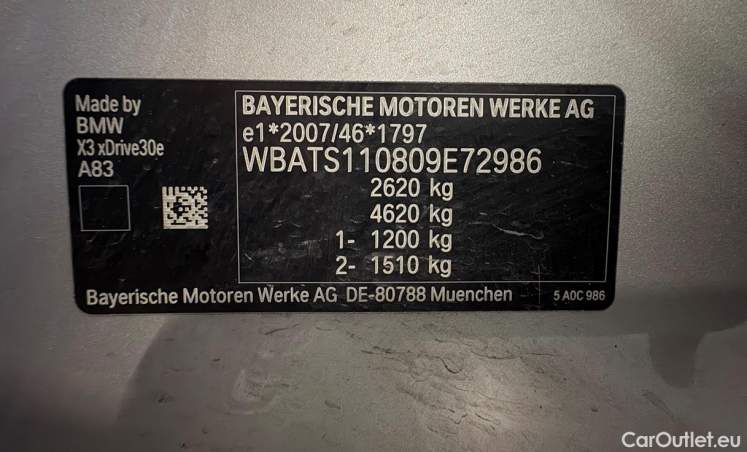 Made by
BMW
X3 xDrive30e
A83
BAYERISCHE MOTOREN WERKE AG
e1*2007/46*1797
WBATS110809E72986
2620 kg
4620 kg
1- 1200 kg
2- 1510 kg
Bayerische Motoren Werke AG DE-80788 Muenchen
5 A0C 986
CarOutlet.eu